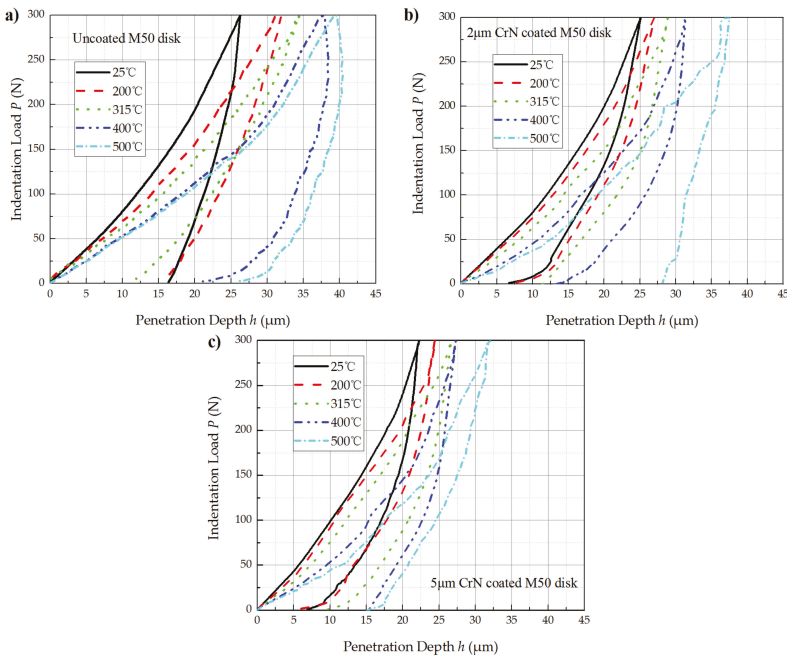 a)
Uncoated M50 disk
25℃
200℃
315℃
400℃
500℃
Indentation Load P (N)
300
250
200
150
100
50
0
0 5 10 15 20 25 30 35 40 45
Penetration Depth h (μm)
b)
2μm CrN coated M50 disk
25℃
200℃
315℃
400℃
500℃
Indentation Load P (N)
300
250
200
150
100
50
0
0 5 10 15 20 25 30 35 40 45
Penetration Depth h (μm)
c)
25℃
200℃
315℃
400℃
500℃
5μm CrN coated M50 disk
Indentation Load P (N)
300
250
200
150
100
50
0
0 5 10 15 20 25 30 35 40 45
Penetration Depth h (μm)